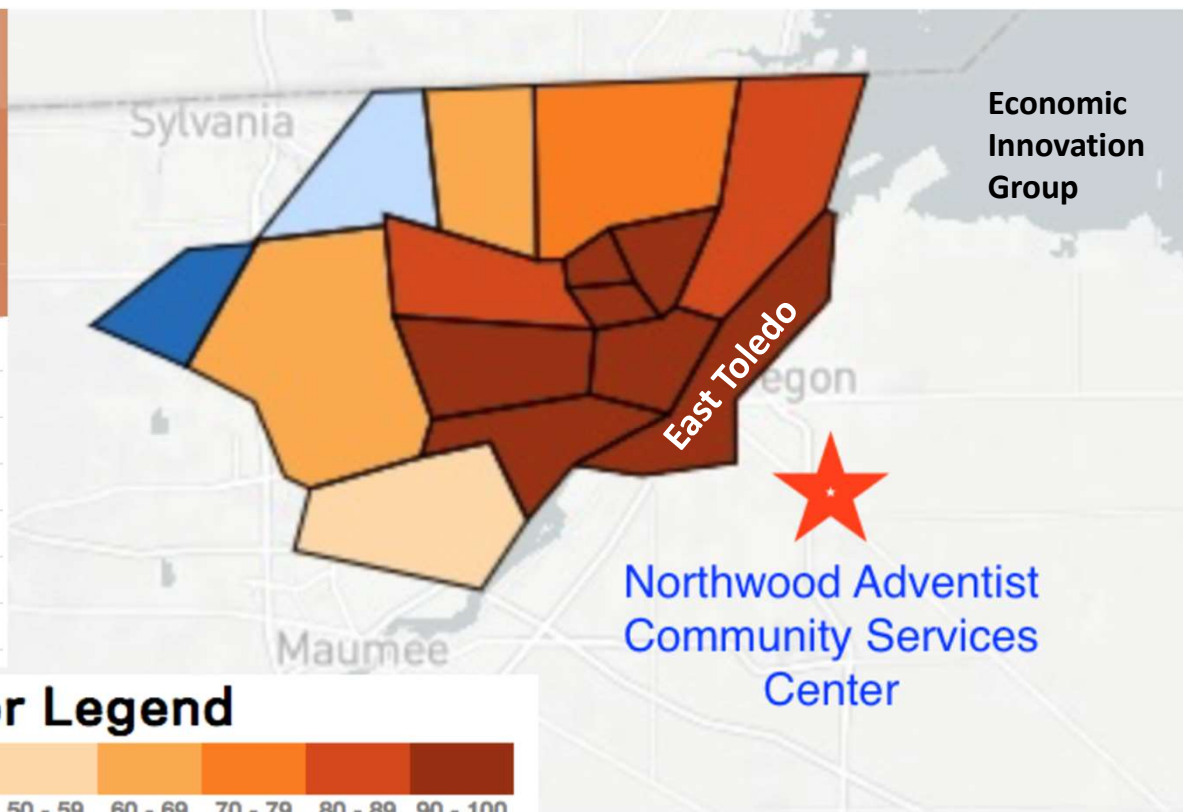 Sylvania
Economic
Innovation
Group
East Toledo
egon
Northwood Adventist
Community Services
Center
Maumee
r Legend
50 - 59 60 - 69 70 - 79 80 - 89 90 - 100